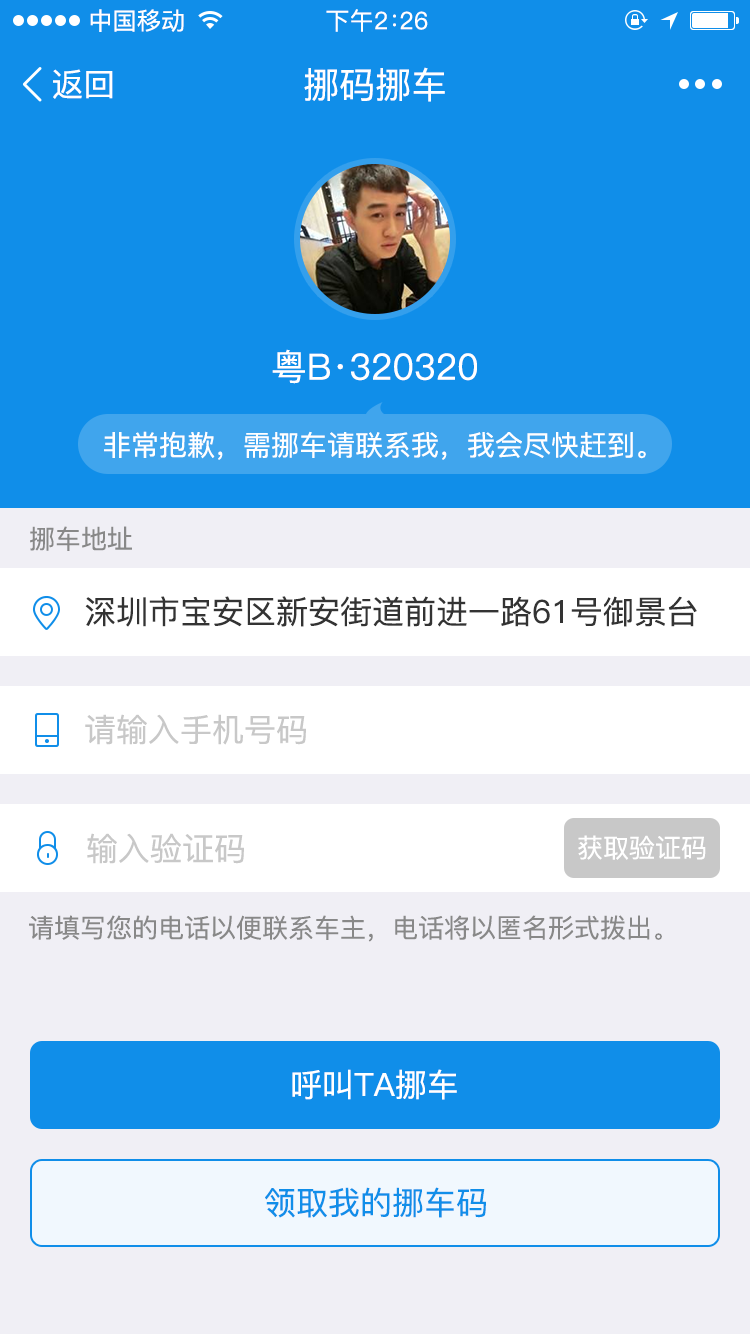 中国移动
下午2:26
返回
挪码挪车
粤B·320320
非常抱歉，需挪车请联系我，我会尽快赶到。
挪车地址
深圳市宝安区新安街道前进一路61号御景台
请输入手机号码
输入验证码
获取验证码
请填写您的电话以便联系车主，电话将以匿名形式拨出。
呼叫TA挪车
领取我的挪车码